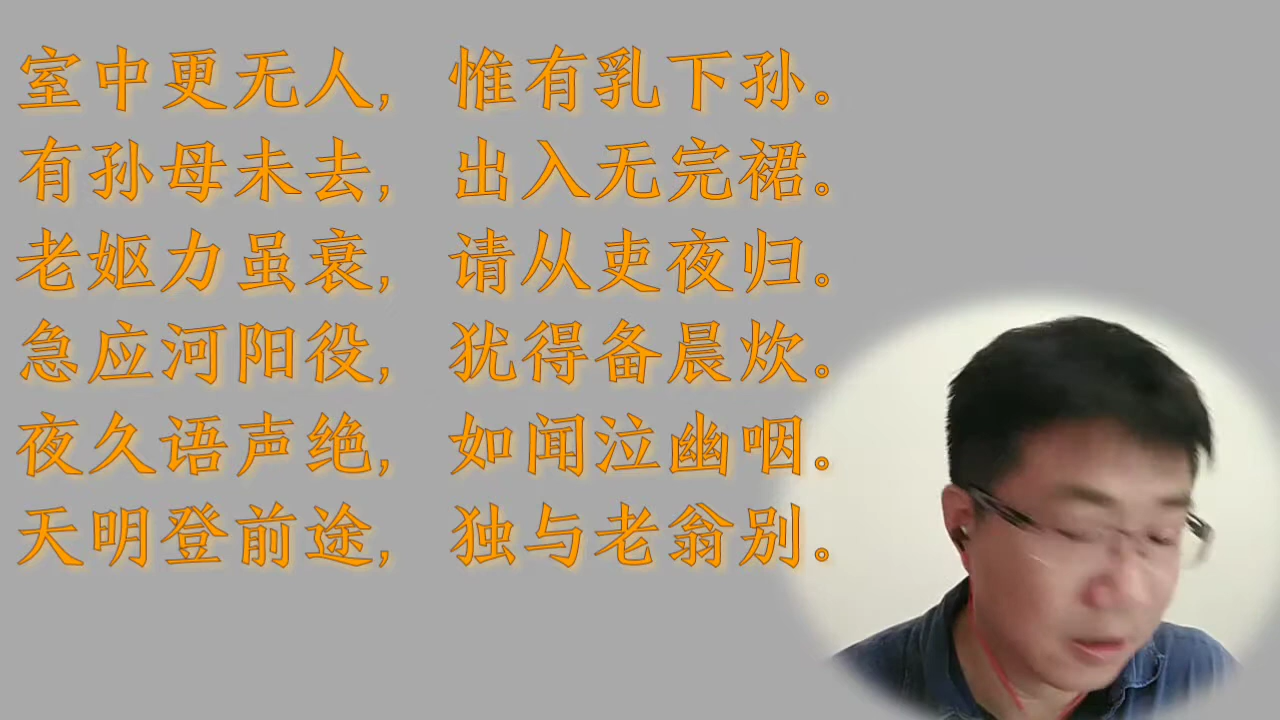 室中更无人，惟有乳下孙。
有孙母未去，出入无完裙。
老妪力虽衰，请从吏夜归。
急应河阳役，犹得备晨炊。
夜久语声绝，如闻泣幽咽。
天明登前途，独与老翁别。